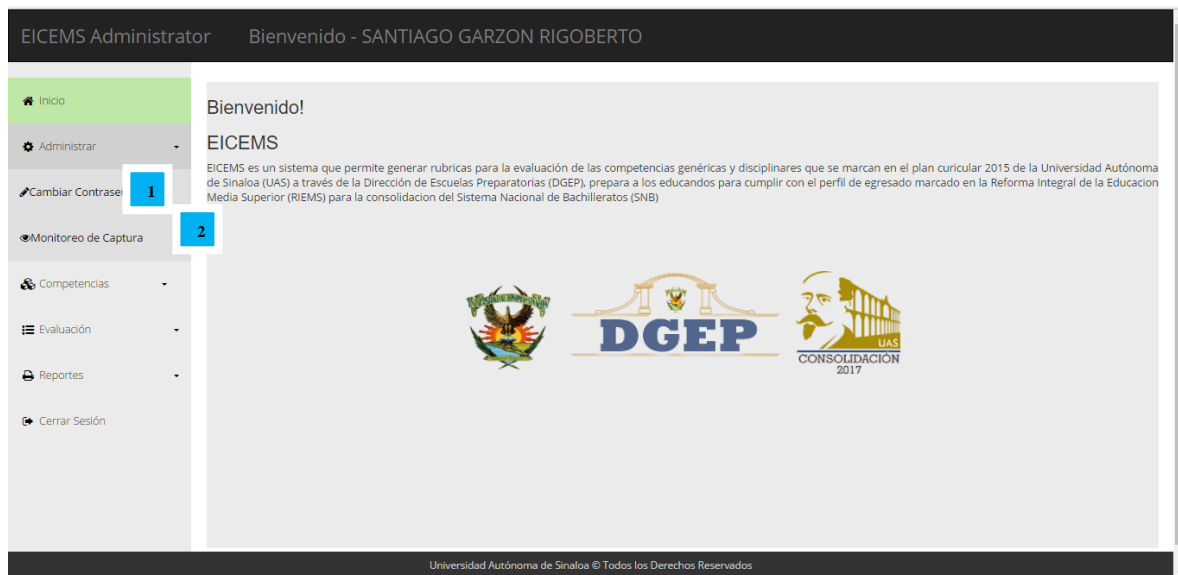 EICEMS Administrator Bienvenido - SANTIAGO GARZON RIGOBERTO
Inicio
Administrar
Cambiar Contraseñ
1
Monitoreo de Captura
2
Competencias
Evaluación
Reportes
Cerrar Sesión
Bienvenido!
EICEMS
EICEMS es un sistema que permite generar rubricas para la evaluación de las competencias genéricas y disciplinares que se marcan en el plan curicular 2015 de la Universidad Autónoma
de Sinaloa (UAS) a través de la Dirección de Escuelas Preparatorias (DGEP), prepara a los educandos para cumplir con el perfil de egresado marcado en la Reforma Integral de la Educacion
Media Superior (RIEMS) para la consolidacion del Sistema Nacional de Bachilleratos (SNB)
DGEP
UAS
CONSOLIDACIÓN
2017
Universidad Autónoma de Sinaloa © Todos los Derechos Reservados